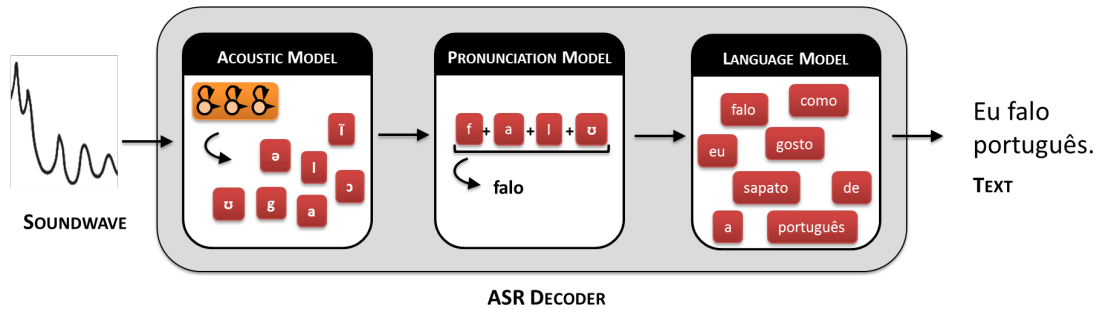 SOUNDWAVE
ACOUSTIC MODEL
ĩ
ə
l
ɔ
ʊ
g
a
PRONUNCIATION MODEL
f + a + l + ʊ
falo
LANGUAGE MODEL
falo
como
eu
gosto
sapato
de
a
português
Eu falo
português.
TEXT
ASR DECODER